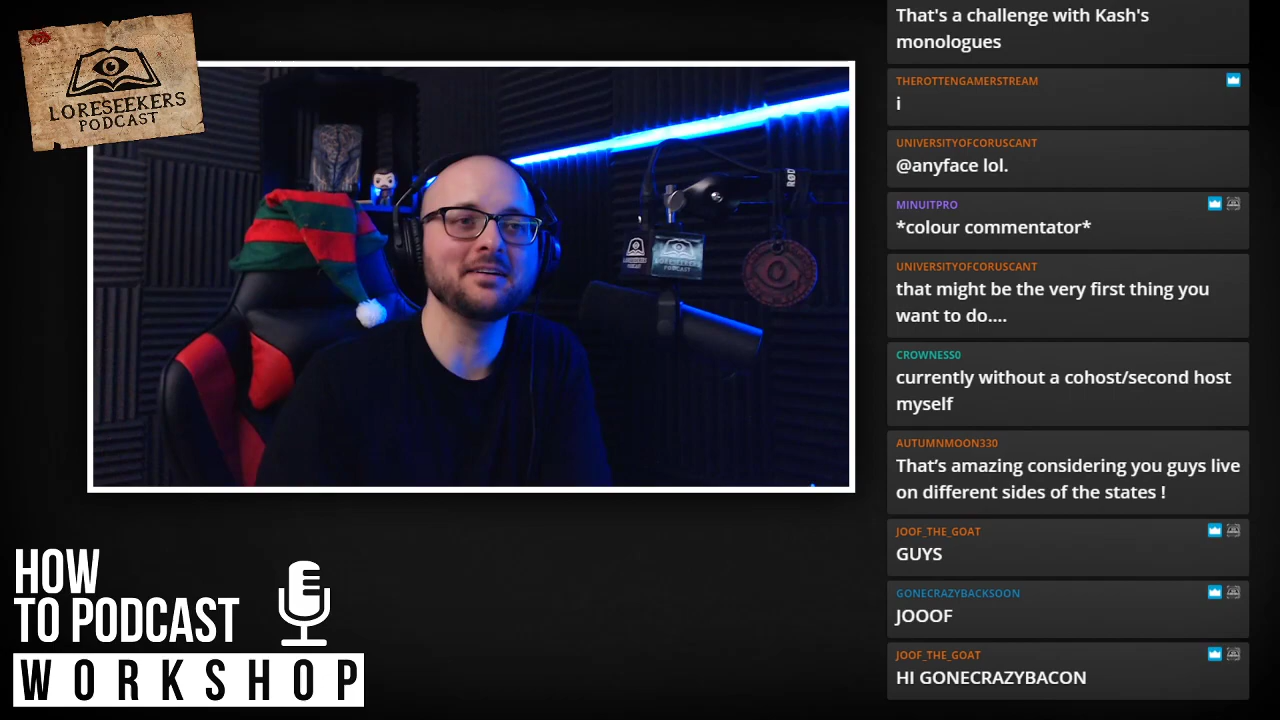 LORESEEKERS
PODCAST
RØDE
LORESEEKERS
PODCAST
HOW
TO PODCAST
WORKSHOP
That's a challenge with Kash's
monologues
THEROTTENGAMERSTREAM
i
UNIVERSITYOFCORUSCANT
@anyface lol.
MINUITPRO
*colour commentator*
UNIVERSITYOFCORUSCANT
that might be the very first thing you
want to do....
CROWNESS0
currently without a cohost/second host
myself
AUTUMNMOON330
That’s amazing considering you guys live
on different sides of the states !
JOOF_THE_GOAT
GUYS
GONECRAZYBACKSOON
JOOOF
JOOF_THE_GOAT
HI GONECRAZYBACON